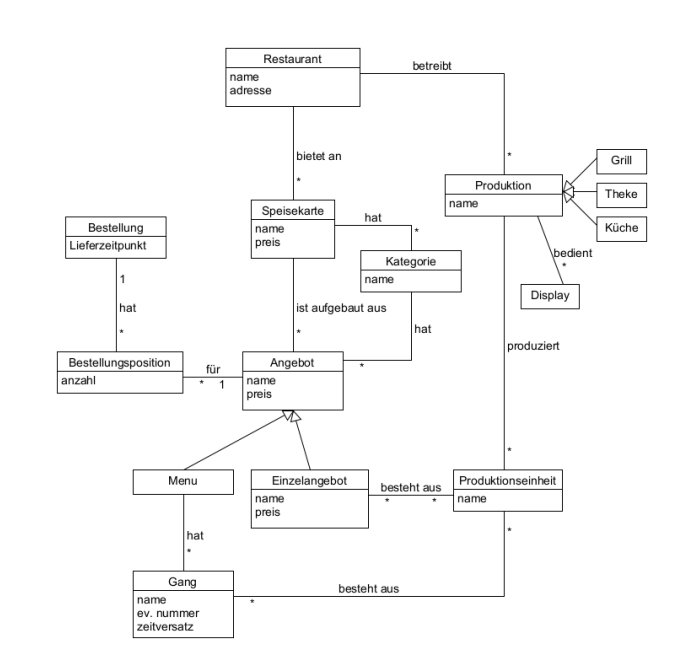 Restaurant
name
adresse
betreibt
bietet an
*
*
Produktion
name
Grill
Theke
Küche
Speisekarte
name
preis
hat
*
Kategorie
name
bedient
*
Display
Bestellung
Lieferzeitpunkt
1
hat
*
ist aufgebaut aus
*
hat
*
produziert
*
Bestellungsposition
anzahl
für
*
1
Angebot
name
preis
Menu
Einzelangebot
name
preis
besteht aus
*
*
Produktionseinheit
name
*
hat
*
Gang
name
ev. nummer
zeitversatz
besteht aus
*